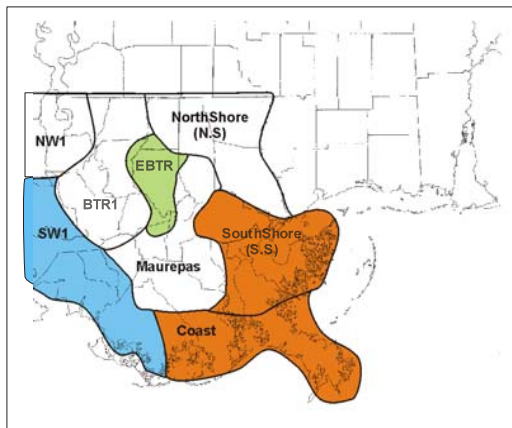 NorthShore
(N.S)
NW1
EBTR
BTR1
SW1
SouthShore
(S.S)
Maurepas
Coast